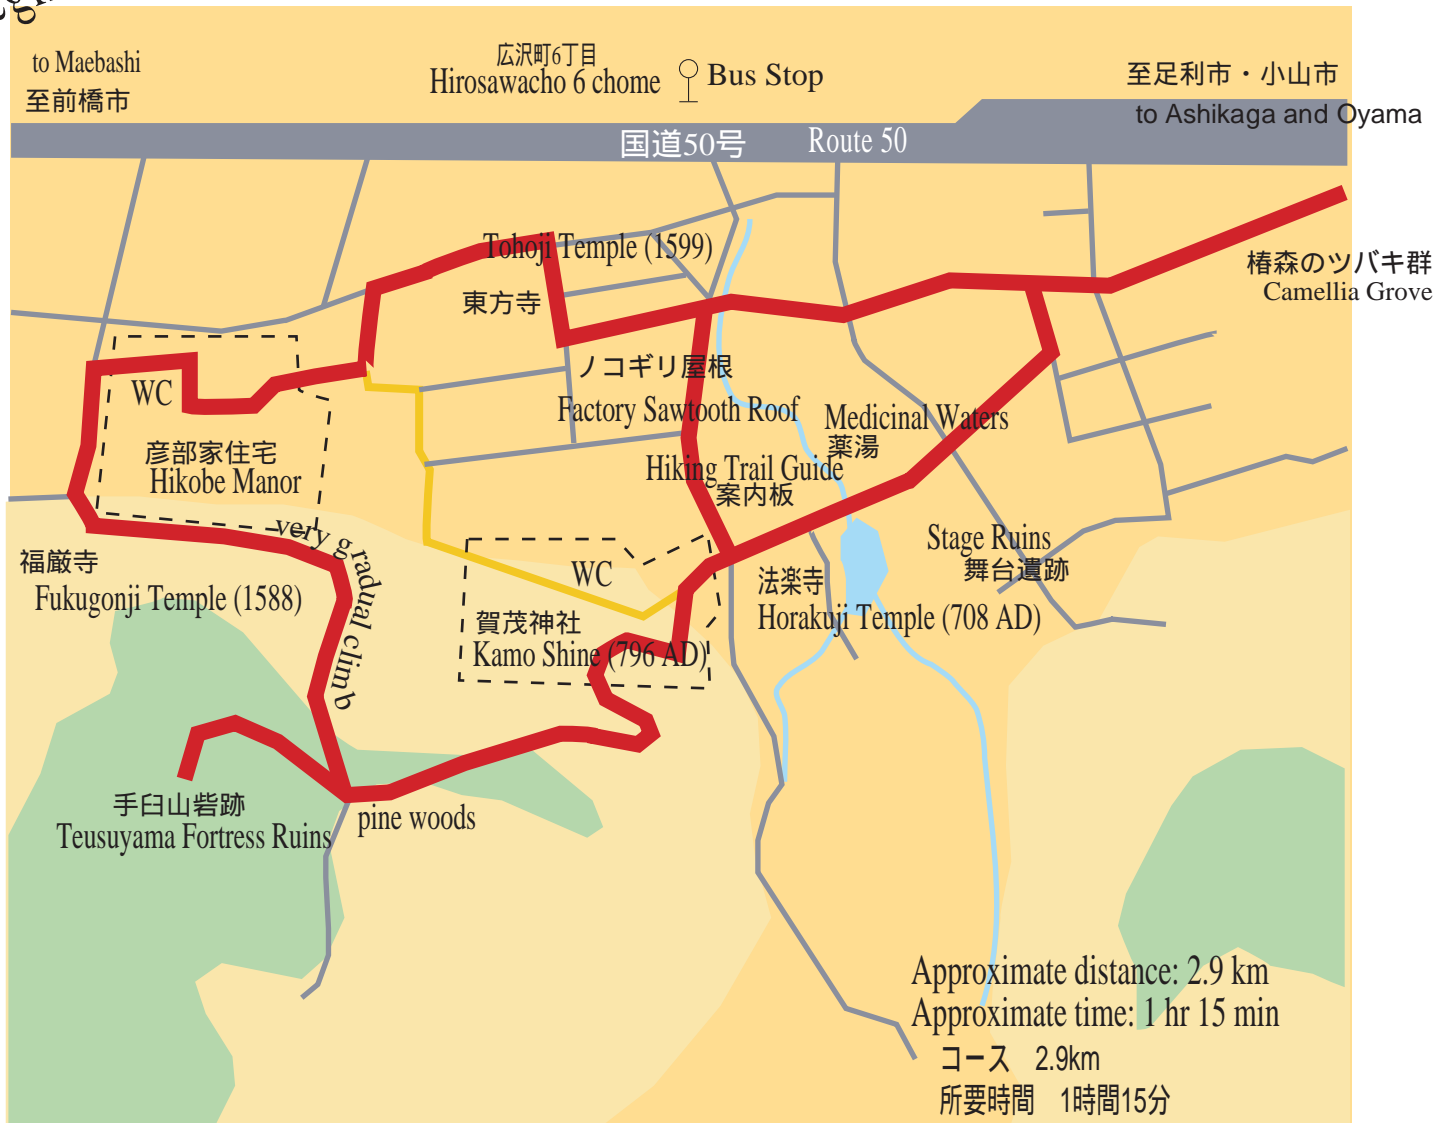 to Maebashi
至前橋市
広沢町6丁目
Hirosawacho 6 chome
Bus Stop
至足利市・小山市
to Ashikaga and Oyama
国道50号
Route 50
Tohoji Temple (1599)
東方寺
椿森のツバキ群
Camellia Grove
ノコギリ屋根
Factory Sawtooth Roof
WC
彦部家住宅
Hikobe Manor
Medicinal Waters
薬湯
Hiking Trail Guide
案内板
very gradual climb
福厳寺
Fukugonji Temple (1588)
WC
賀茂神社
Kamo Shine (796 AD)
法楽寺
Horakuji Temple (708 AD)
Stage Ruins
舞台遺跡
手臼山砦跡
Teusuyama Fortress Ruins
pine woods
Approximate distance: 2.9 km
Approximate time: 1 hr 15 min
コース 2.9km
所要時間 1時間15分